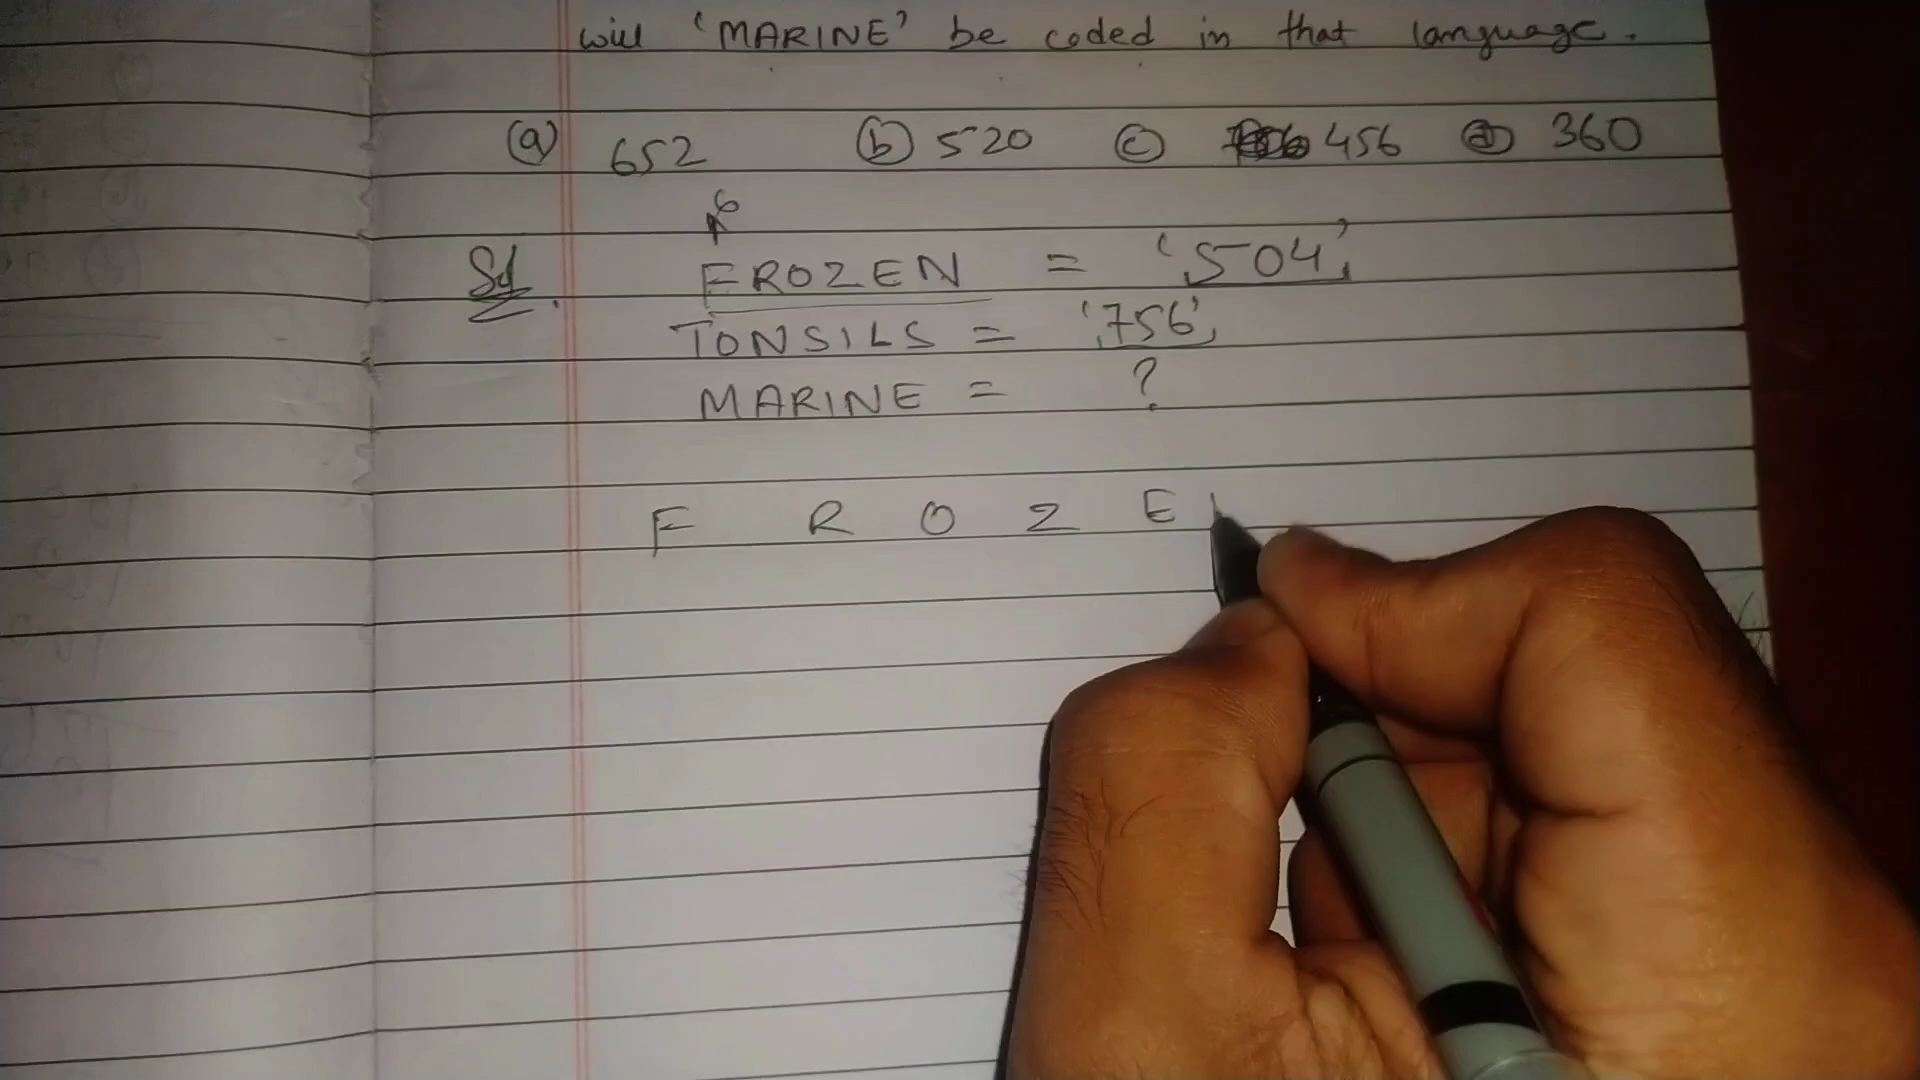 will 'MARINE' be coded in that language.
(a) 652 (b) 520 (c) 456 (d) 360
6
Sol. FROZEN = '504'
TONSILS = '756'
MARINE = ?
F R O Z E